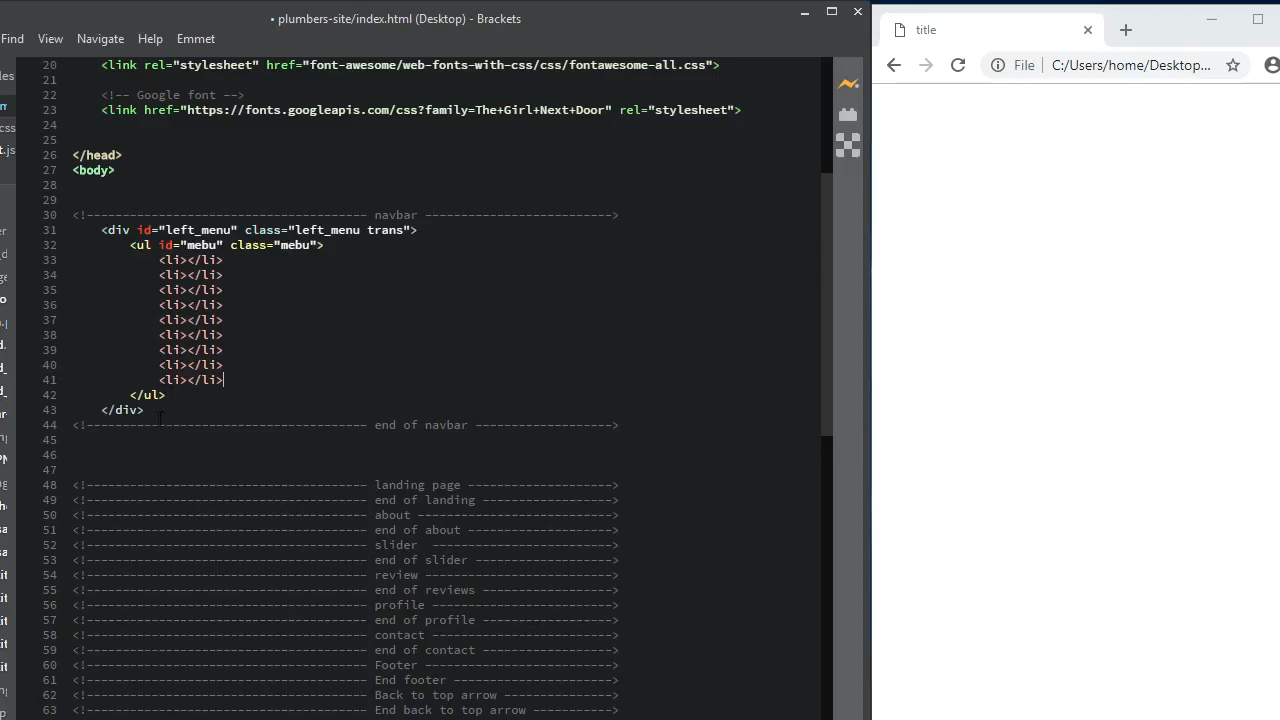 • plumbers-site/index.html (Desktop) - Brackets
Find View Navigate Help Emmet
title
File C:/Users/home/Desktop...
20 <link rel="stylesheet" href="font-awesome/web-fonts-with-css/css/fontawesome-all.css">
21
22 <!-- Google font -->
23 <link href="https://fonts.googleapis.com/css?family=The+Girl+Next+Door" rel="stylesheet">
24
25
26 </head>
27 <body>
28
29
30 <!--------------------------------------- navbar -------------------------->
31 <div id="left_menu" class="left_menu trans">
32 <ul id="mebu" class="mebu">
33 <li></li>
34 <li></li>
35 <li></li>
36 <li></li>
37 <li></li>
38 <li></li>
39 <li></li>
40 <li></li>
41 <li></li>
42 </ul>
43 </div>
44 <!--------------------------------------- end of navbar ------------------->
45
46
47
48 <!--------------------------------------- landing page -------------------->
49 <!--------------------------------------- end of landing ------------------>
50 <!--------------------------------------- about --------------------------->
51 <!--------------------------------------- end of about -------------------->
52 <!--------------------------------------- slider ------------------------->
53 <!--------------------------------------- end of slider ------------------->
54 <!--------------------------------------- review -------------------------->
55 <!--------------------------------------- end of reviews ------------------>
56 <!--------------------------------------- profile ------------------------->
57 <!--------------------------------------- end of profile ------------------>
58 <!--------------------------------------- contact ------------------------->
59 <!--------------------------------------- end of contact ------------------>
60 <!--------------------------------------- Footer -------------------------->
61 <!--------------------------------------- End footer ---------------------->
62 <!--------------------------------------- Back to top arrow --------------->
63 <!--------------------------------------- End back to top arrow ----------->